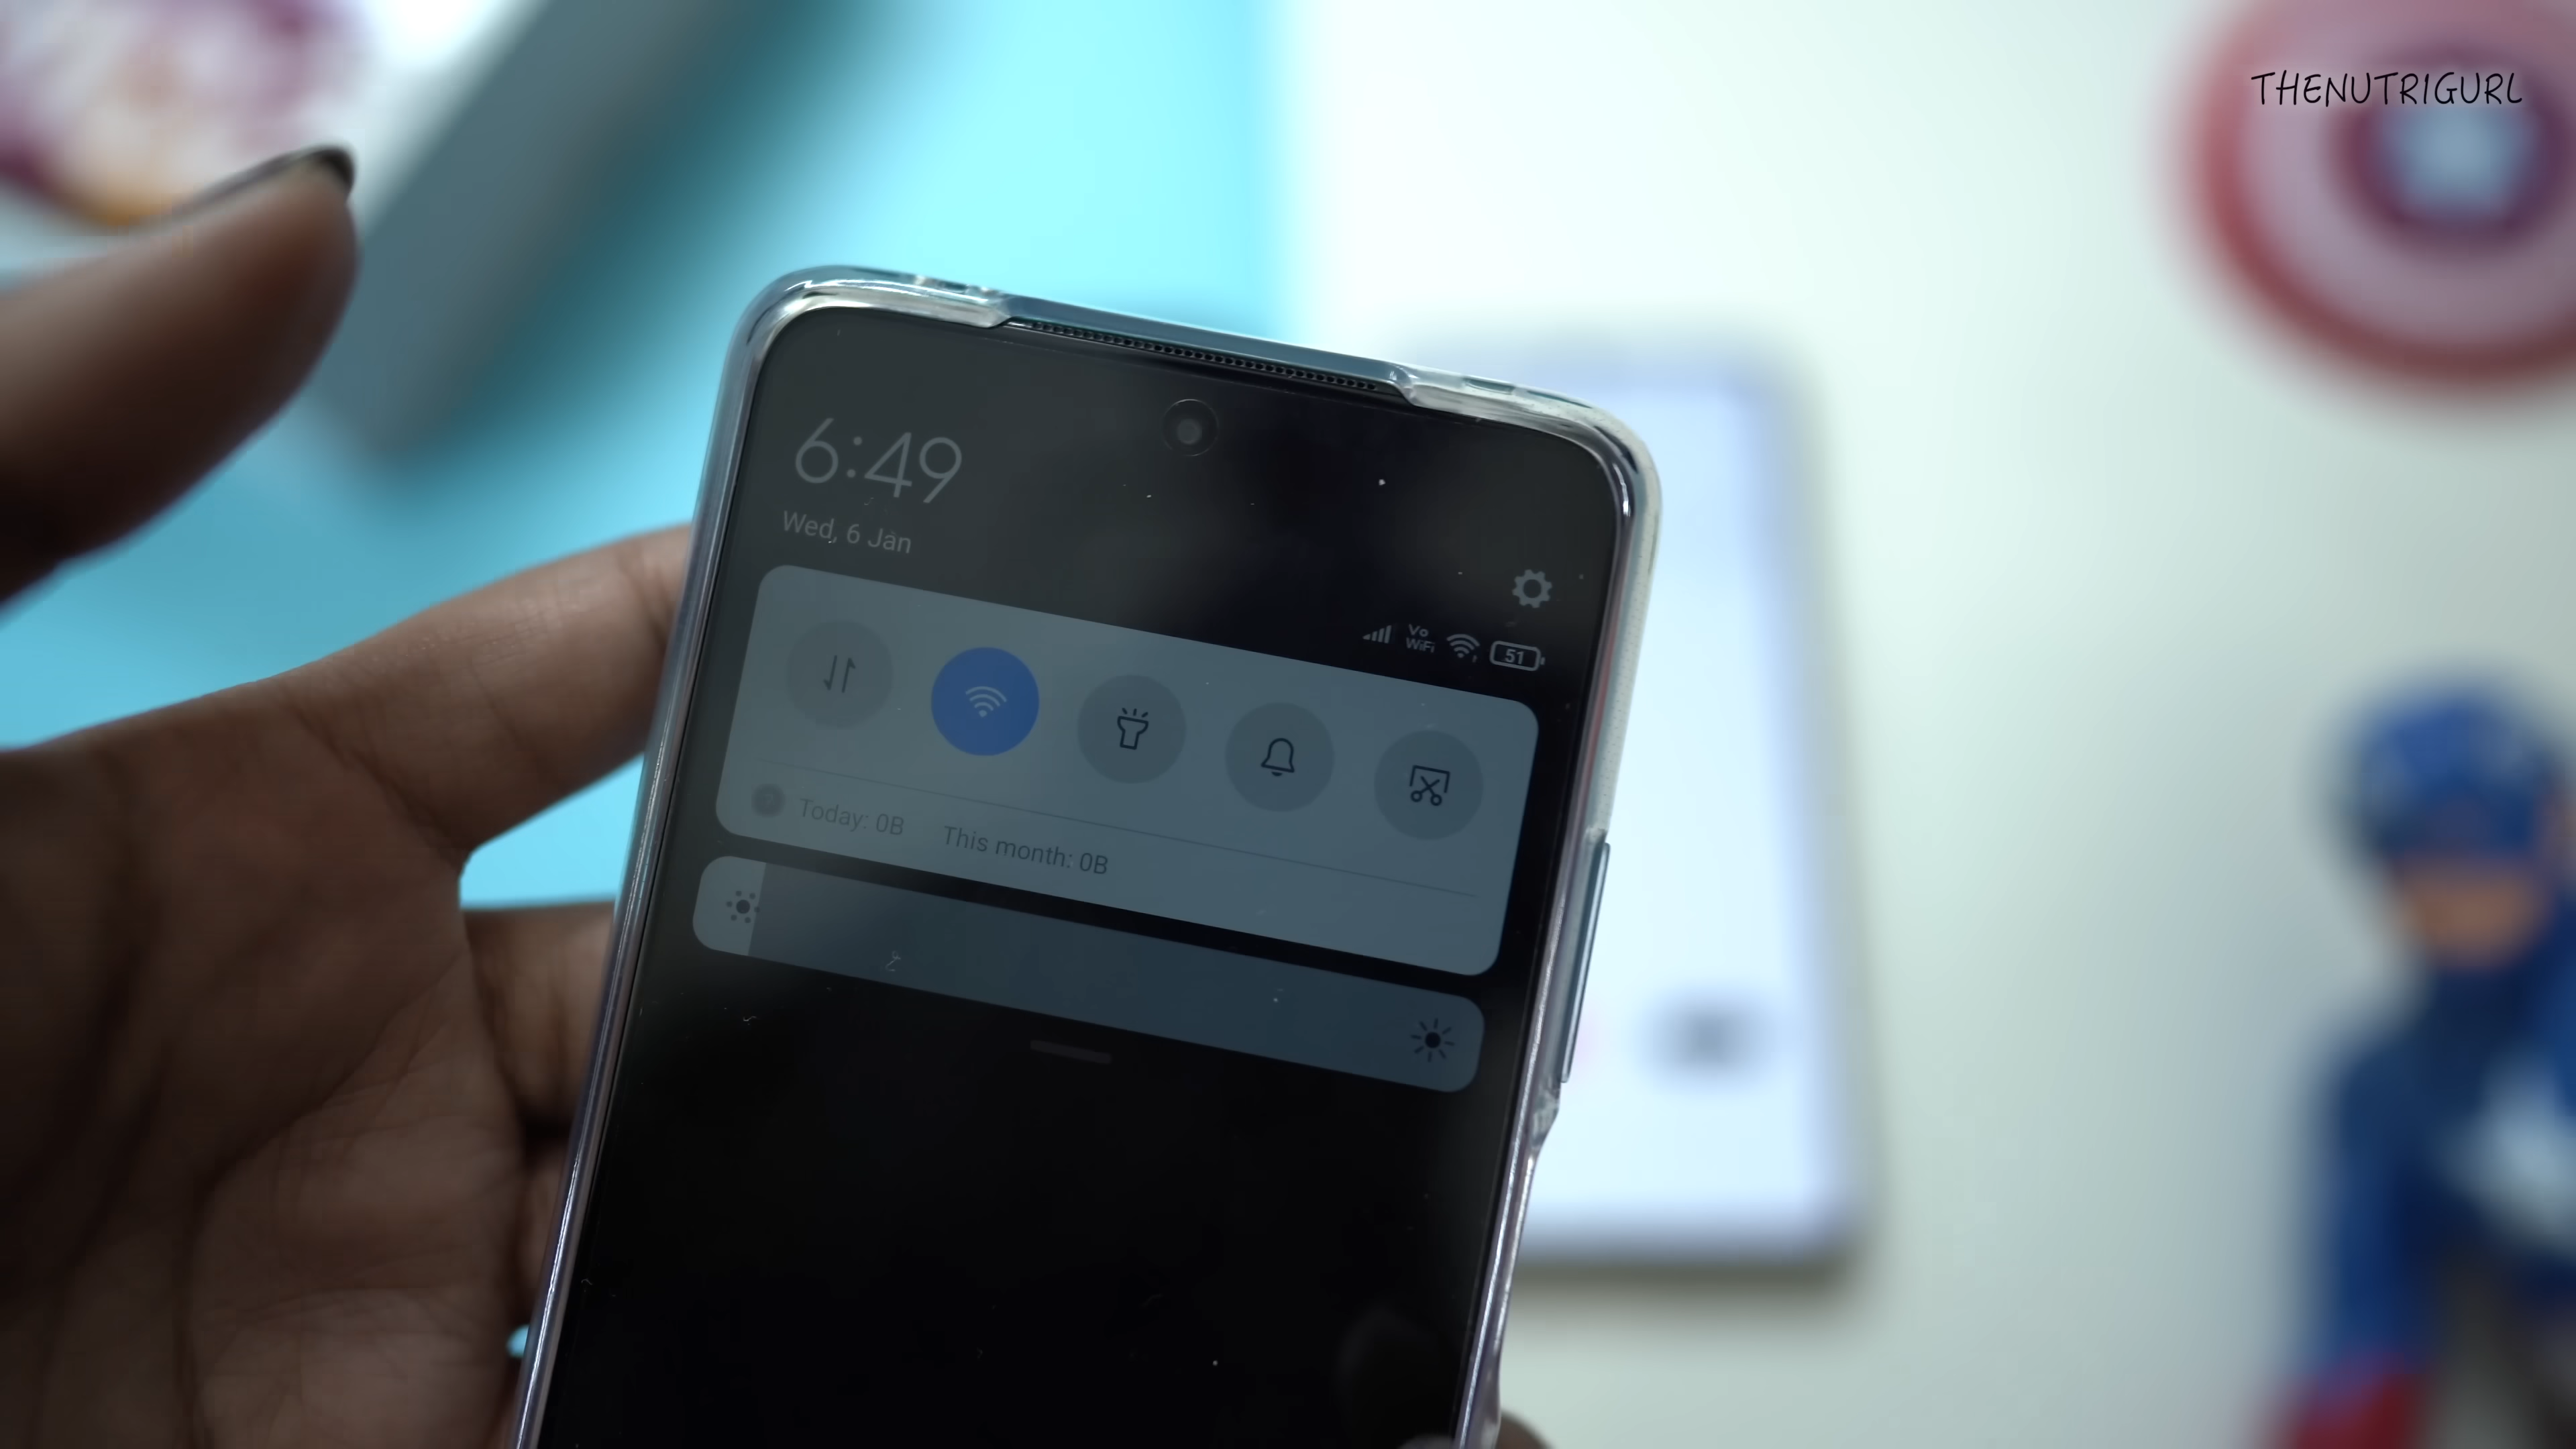 THENUTRIGURL
6:49
Wed, 6 Jan
Vo
WiFi
51
Today: 0B This month: 0B